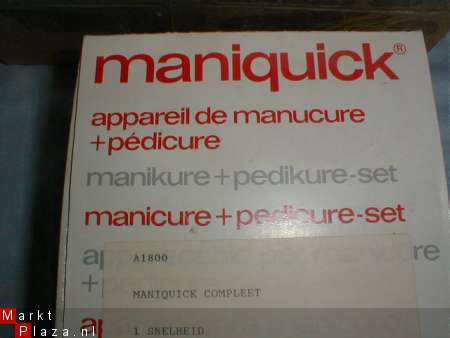 maniquick®
appareil de manucure
+pédicure
manikure+pedikure-set
manicure+pedicure-set
A1800
MANIQUICK COMPLEET
1 SNELHEID
Markt
Plaza.nl